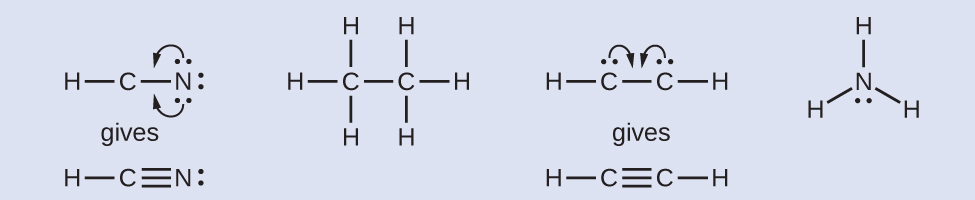 H H H
H — C — N : H — C — C — H H — C — C — H N
H H
gives H H gives
H — C ≡ N : H — C ≡ C — H